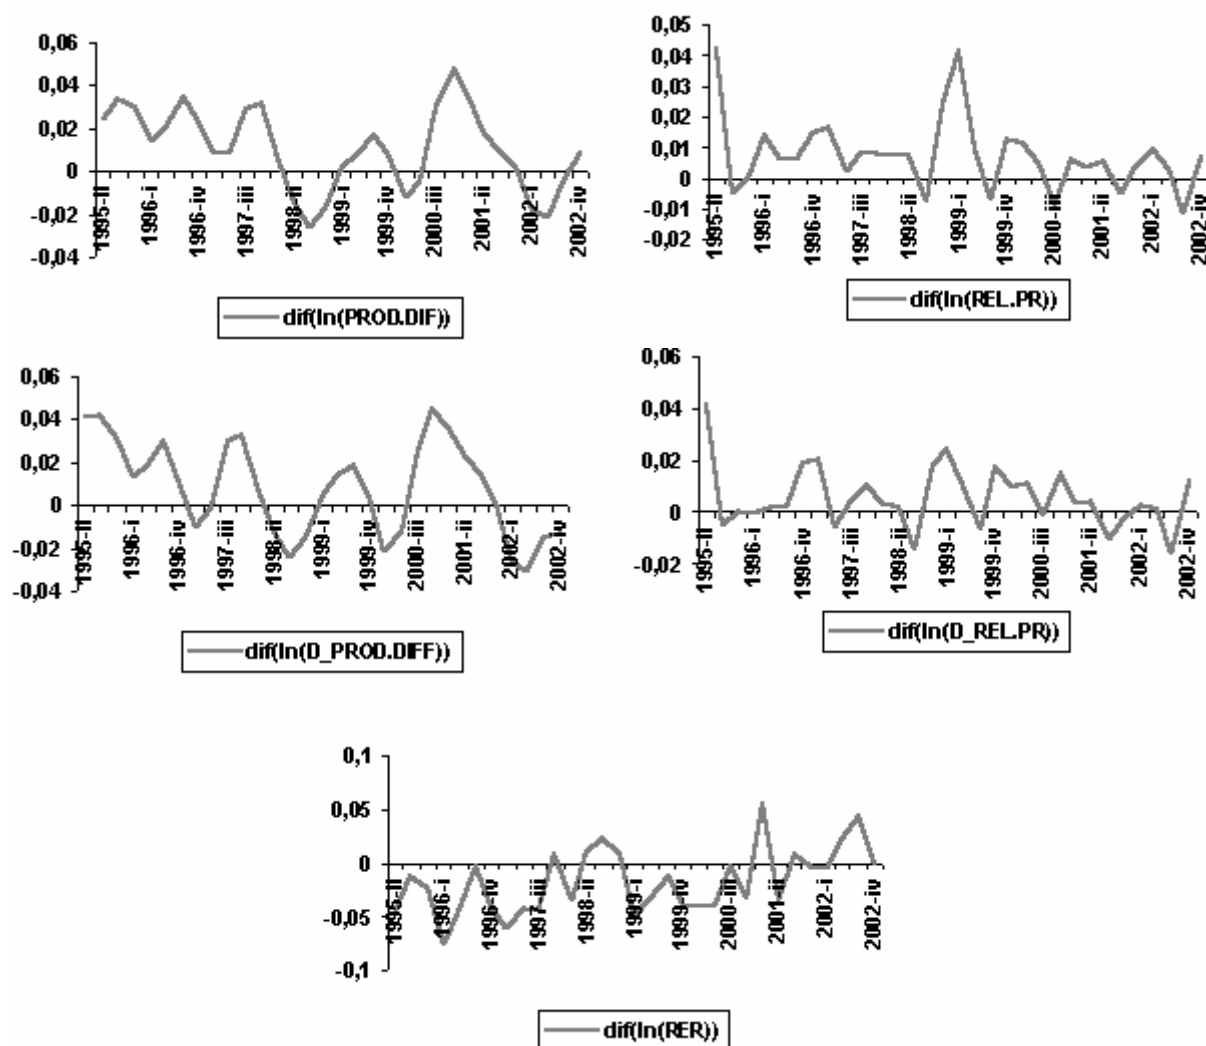 0,06
0,04
0,02
0
-0,02
-0,04
1995-II
1996-i
1996-iv
1997-iii
1998-ii
1999-i
1999-iv
2000-iii
2001-ii
2002-i
2002-iv
dif(ln(PROD.DIF))
0,05
0,04
0,03
0,02
0,01
0
-0,01
-0,02
1995-II
1996-i
1996-iv
1997-iii
1998-ii
1999-i
1999-iv
2000-iii
2001-ii
2002-i
2002-iv
dif(ln(REL.PR))
0,06
0,04
0,02
0
-0,02
-0,04
1995-II
1996-i
1996-iv
1997-iii
1998-ii
1999-i
1999-iv
2000-iii
2001-ii
2002-i
2002-iv
dif(ln(D_PROD.DIFF))
0,06
0,04
0,02
0
-0,02
1995-II
1996-i
1996-iv
1997-iii
1998-ii
1999-i
1999-iv
2000-iii
2001-ii
2002-i
2002-iv
dif(ln(D_REL.PR))
0,1
0,05
0
-0,05
-0,1
1995-II
1996-i
1996-iv
1997-iii
1998-ii
1999-i
1999-iv
2000-iii
2001-ii
2002-i
2002-iv
dif(ln(RER))